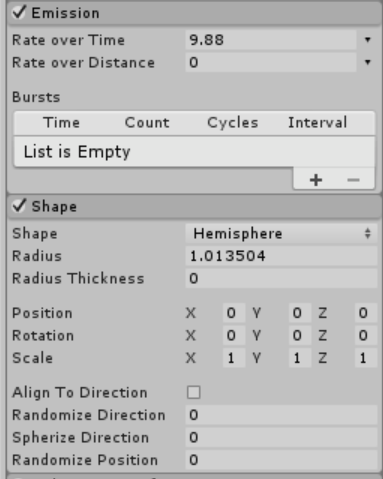 Emission
Rate over Time 9.88
Rate over Distance 0
Bursts
Time Count Cycles Interval
List is Empty
+ −
Shape
Shape Hemisphere
Radius 1.013504
Radius Thickness 0
Position X 0 Y 0 Z 0
Rotation X 0 Y 0 Z 0
Scale X 1 Y 1 Z 1
Align To Direction
Randomize Direction 0
Spherize Direction 0
Randomize Position 0